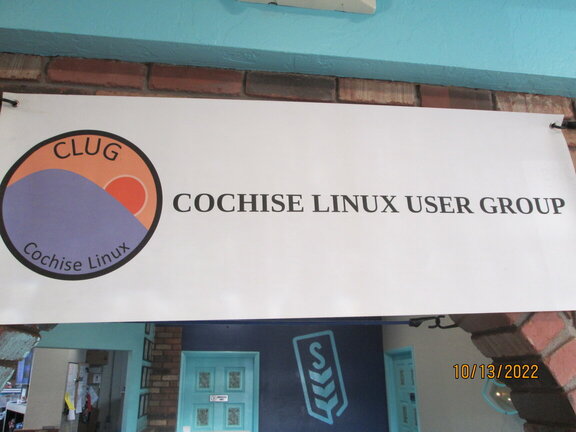 CLUG
Cochise Linux
COCHISE LINUX USER GROUP
S
10/13/2022